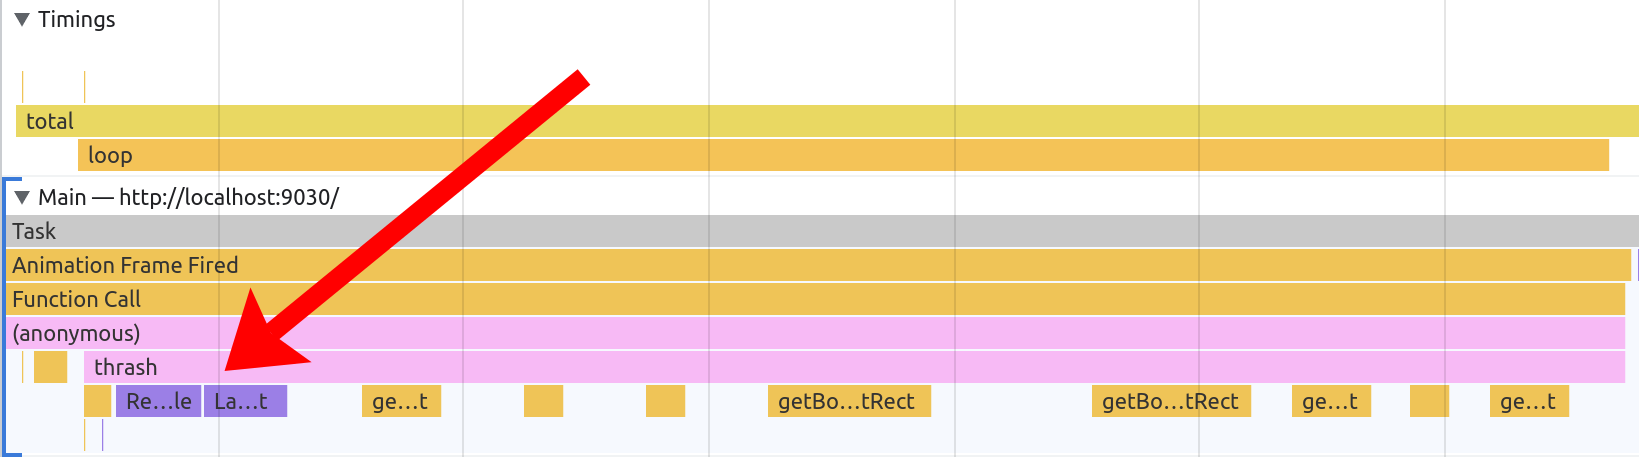 Timings
total
loop
Main — http://localhost:9030/
Task
Animation Frame Fired
Function Call
(anonymous)
thrash
Re…le La…t ge…t getBo…tRect getBo…tRect ge…t ge…t